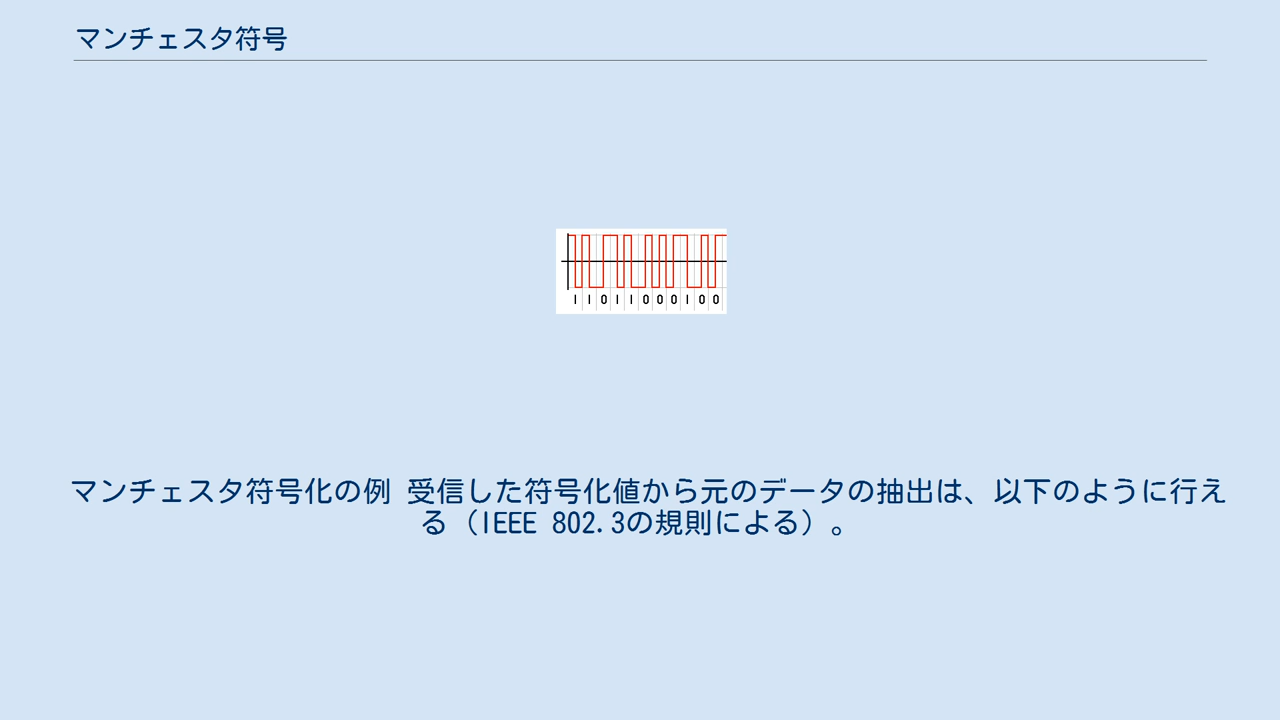 マンチェスタ符号
1 1 0 1 1 0 0 0 1 0 0
マンチェスタ符号化の例 受信した符号化値から元のデータの抽出は、以下のように行え
る（IEEE 802.3の規則による）。